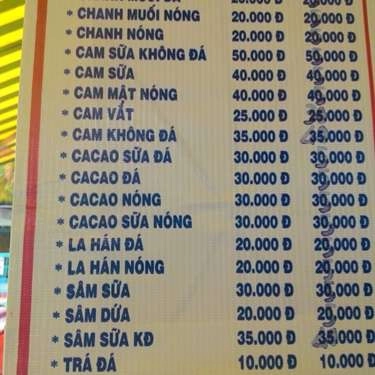 * CHANH MUỐI NÓNG 20.000 Đ 20.000 Đ
* CHANH NÓNG 20.000 Đ 20.000 Đ
* CAM SỮA KHÔNG ĐÁ 50.000 Đ 50.000 Đ
* CAM SỮA 40.000 Đ 40.000 Đ
* CAM MẬT NÓNG 40.000 Đ 40.000 Đ
* CAM VẮT 25.000 Đ 25.000 Đ
* CAM KHÔNG ĐÁ 35.000 Đ 35.000 Đ
* CACAO SỮA ĐÁ 30.000 Đ 30.000 Đ
* CACAO ĐÁ 30.000 Đ 30.000 Đ
* CACAO NÓNG 30.000 Đ 30.000 Đ
* CACAO SỮA NÓNG 30.000 Đ 30.000 Đ
* LA HÁN ĐÁ 20.000 Đ 20.000 Đ
* LA HÁN NÓNG 20.000 Đ 20.000 Đ
* SÂM SỮA 30.000 Đ 30.000 Đ
* SÂM DỨA 20.000 Đ 20.000 Đ
* SÂM SỮA KĐ 35.000 Đ 35.000 Đ
* TRÁ ĐÁ 10.000 Đ 10.000 Đ